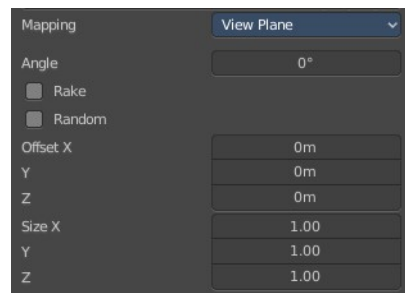 Mapping View Plane
Angle 0°
Rake
Random
Offset X 0m
Y 0m
Z 0m
Size X 1.00
Y 1.00
Z 1.00